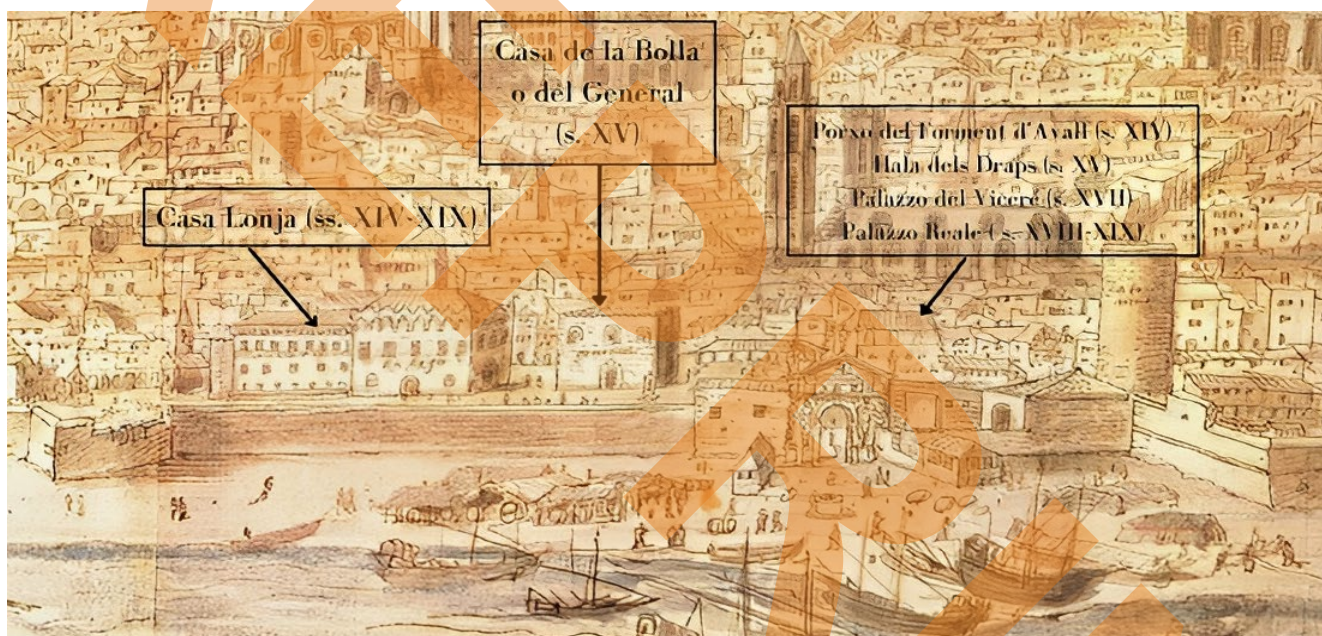 Casa de la Bolla
o del General
(s. XV)
Porxo del Forment d'Avall (s. XIV)
Hala dels Draps (s. XV)
Palazzo del Viceré (s. XVII)
Palazzo Reale (s. XVIII-XIX)
Casa Lonja (ss. XIV-XIX)